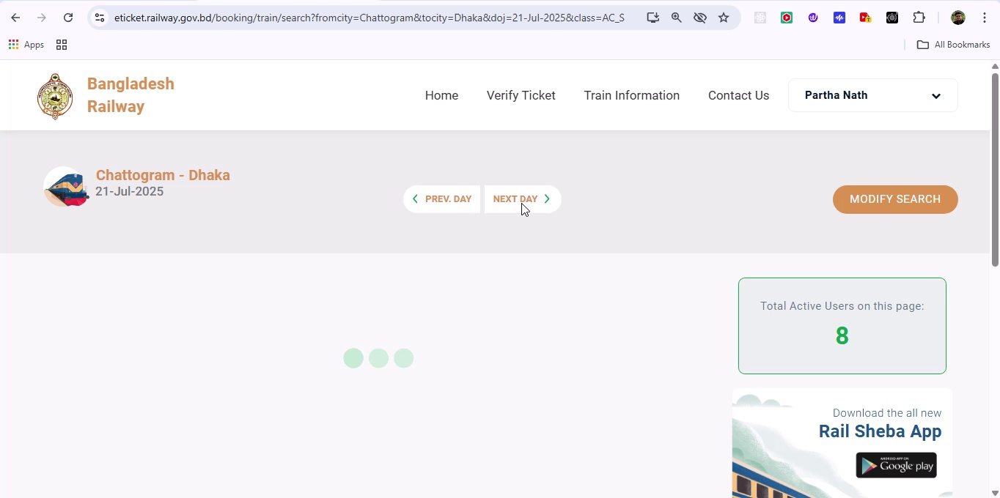 eticket.railway.gov.bd/booking/train/search?fromcity=Chattogram&tocity=Dhaka&doj=21-Jul-2025&class=AC_S
Apps
All Bookmarks
Bangladesh
Railway
Home
Verify Ticket
Train Information
Contact Us
Partha Nath
Chattogram - Dhaka
21-Jul-2025
PREV. DAY
NEXT DAY
MODIFY SEARCH
Total Active Users on this page:
8
Download the all new
Rail Sheba App
ANDROID APP ON
Google play